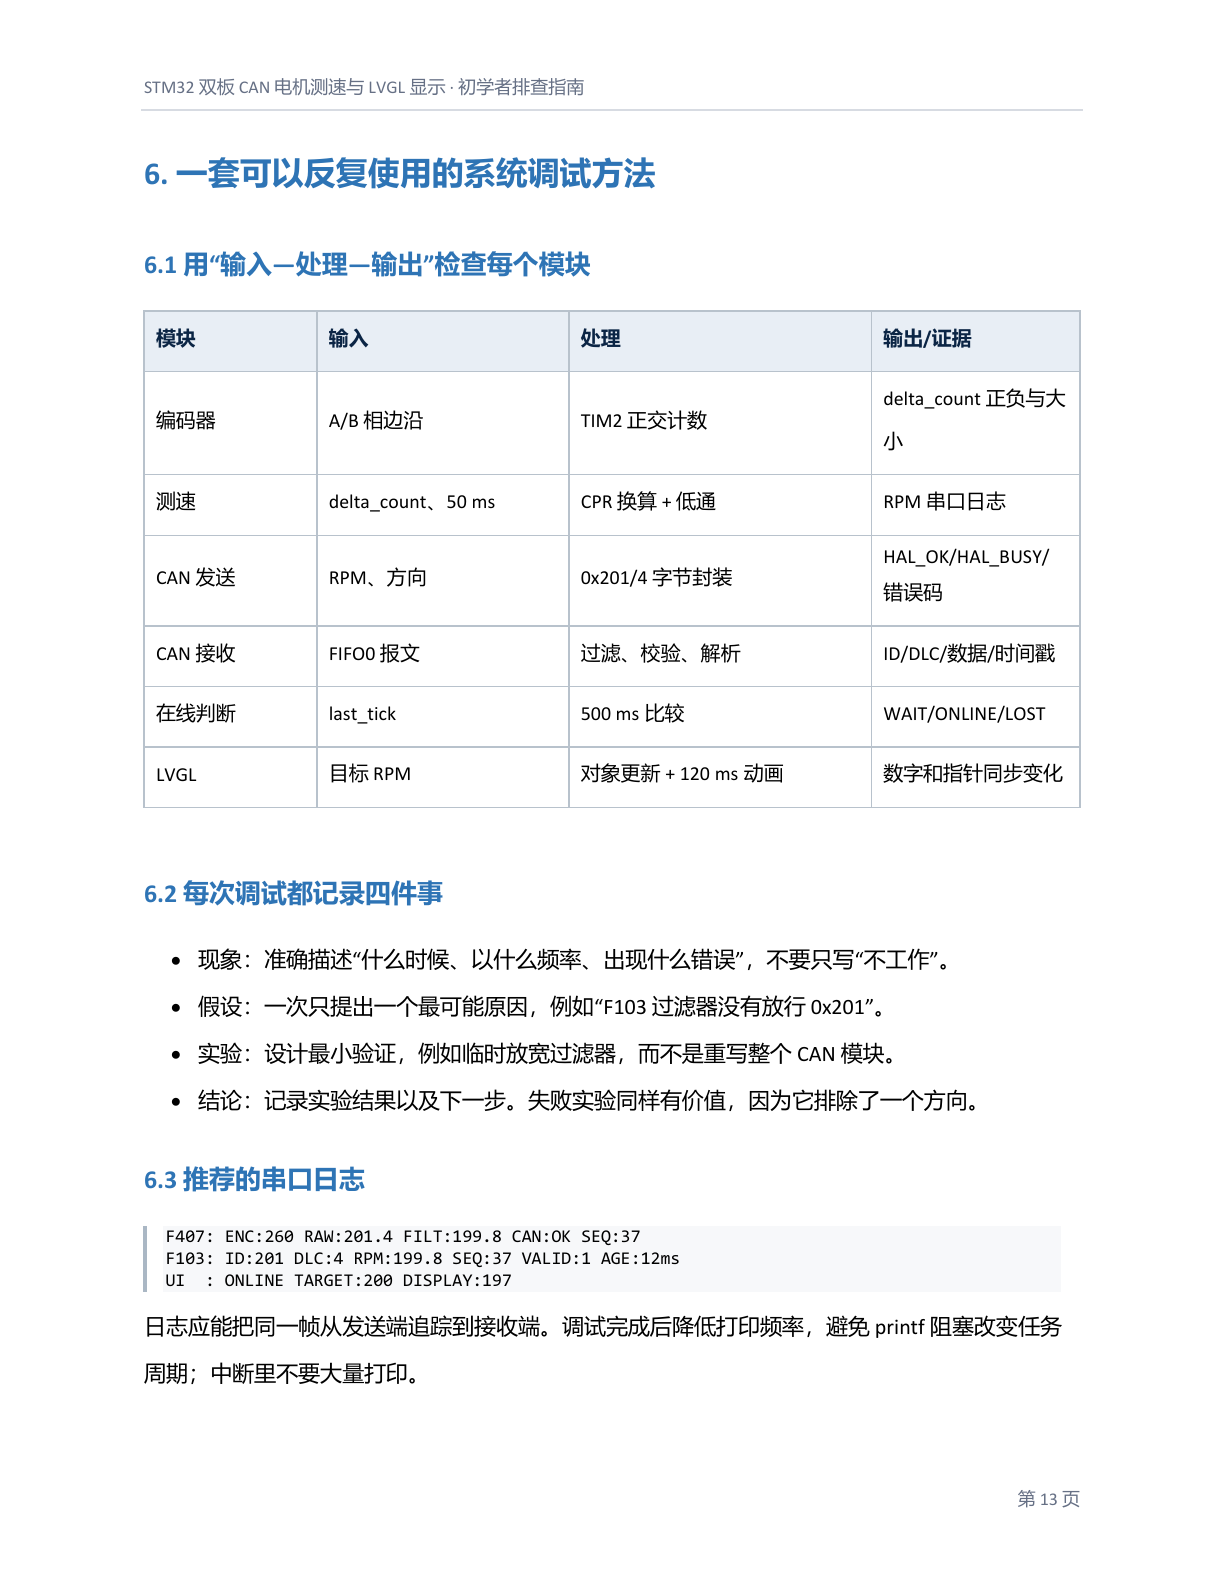 STM32 双板 CAN 电机测速与 LVGL 显示 · 初学者排查指南
6. 一套可以反复使用的系统调试方法
6.1 用“输入—处理—输出”检查每个模块
模块 输入 处理 输出/证据
编码器 A/B 相边沿 TIM2 正交计数 delta_count 正负与大
小
测速 delta_count、50 ms CPR 换算 + 低通 RPM 串口日志
CAN 发送 RPM、方向 0x201/4 字节封装 HAL_OK/HAL_BUSY/
错误码
CAN 接收 FIFO0 报文 过滤、校验、解析 ID/DLC/数据/时间戳
在线判断 last_tick 500 ms 比较 WAIT/ONLINE/LOST
LVGL 目标 RPM 对象更新 + 120 ms 动画 数字和指针同步变化
6.2 每次调试都记录四件事
• 现象：准确描述“什么时候、以什么频率、出现什么错误”，不要只写“不工作”。
• 假设：一次只提出一个最可能原因，例如“F103 过滤器没有放行 0x201”。
• 实验：设计最小验证，例如临时放宽过滤器，而不是重写整个 CAN 模块。
• 结论：记录实验结果以及下一步。失败实验同样有价值，因为它排除了一个方向。
6.3 推荐的串口日志
F407: ENC:260 RAW:201.4 FILT:199.8 CAN:OK SEQ:37
F103: ID:201 DLC:4 RPM:199.8 SEQ:37 VALID:1 AGE:12ms
UI  : ONLINE TARGET:200 DISPLAY:197
日志应能把同一帧从发送端追踪到接收端。调试完成后降低打印频率，避免 printf 阻塞改变任务
周期；中断里不要大量打印。
第 13 页